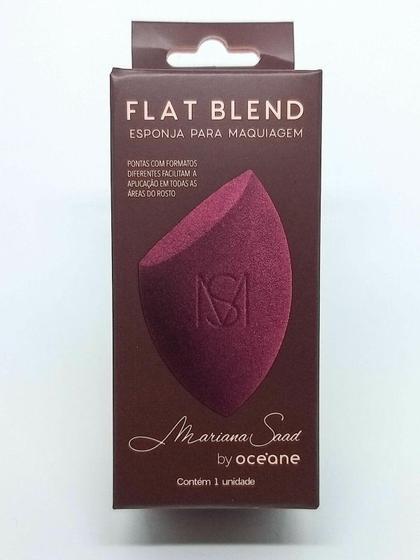 FLAT BLEND
ESPONJA PARA MAQUIAGEM
PONTAS COM FORMATOS
DIFERENTES FACILITAM A
APLICAÇÃO EM TODAS AS
ÁREAS DO ROSTO
MS
Mariana Saad
by océane
Contém 1 unidade